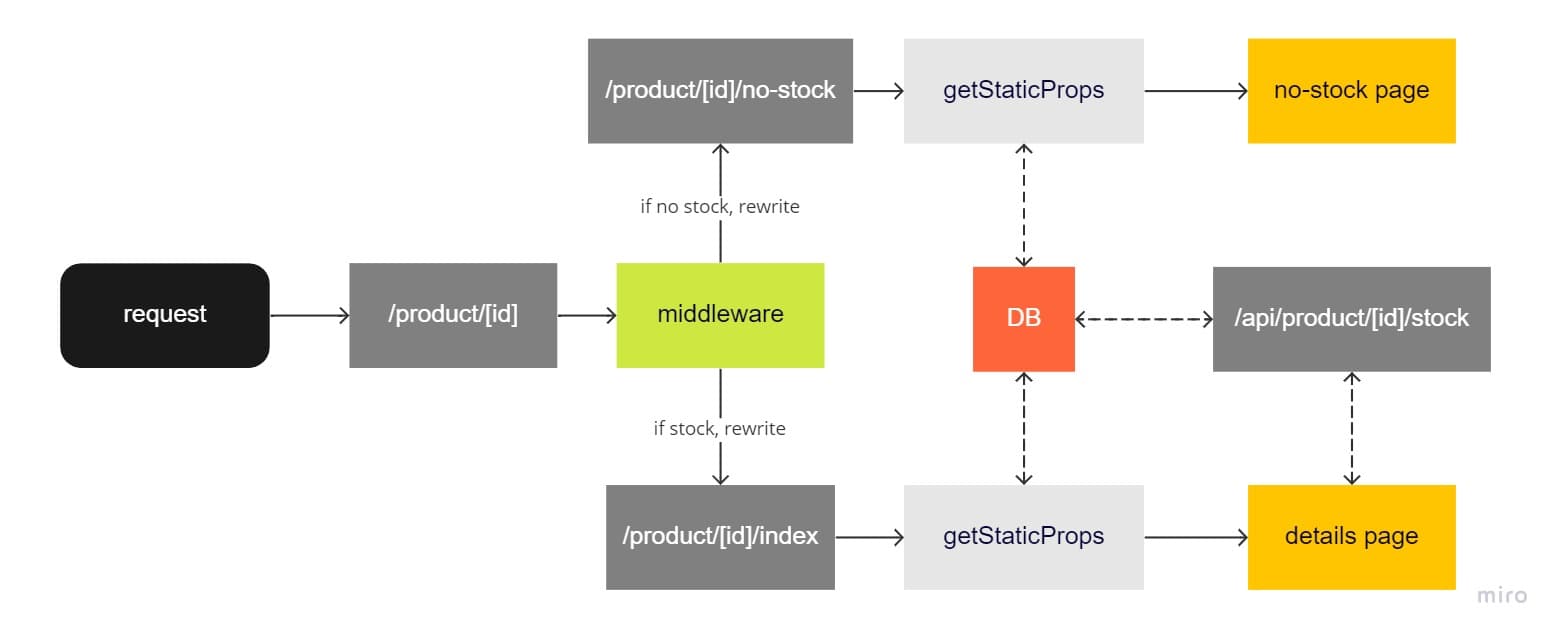 /product/[id]/no-stock
getStaticProps
no-stock page
if no stock, rewrite
request
/product/[id]
middleware
DB
/api/product/[id]/stock
if stock, rewrite
/product/[id]/index
getStaticProps
details page
miro